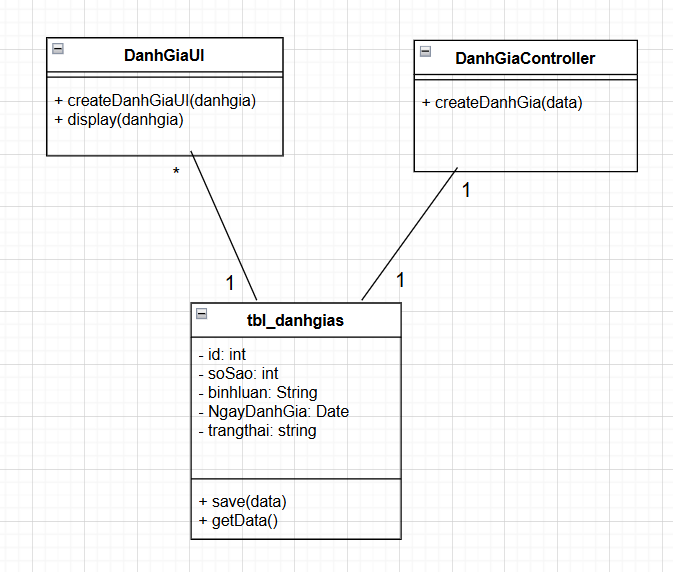 DanhGiaUI
+ createDanhGiaUI(danhgia)
+ display(danhgia)
DanhGiaController
+ createDanhGia(data)
*
1
1
1
tbl_danhgias
- id: int
- soSao: int
- binhluan: String
- NgayDanhGia: Date
- trangthai: string
+ save(data)
+ getData()